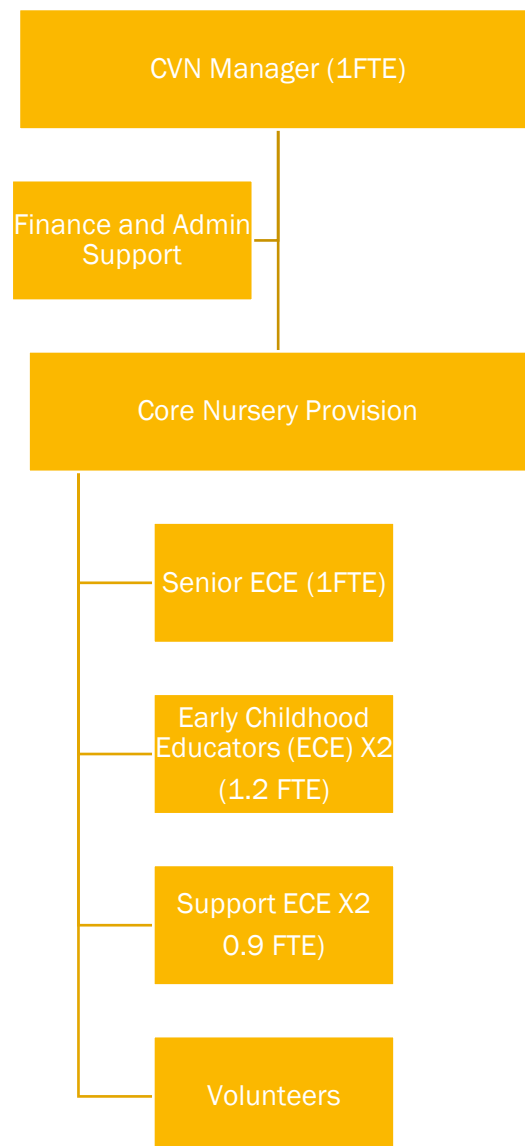 CVN Manager (1FTE)
Finance and Admin
Support
Core Nursery Provision
Senior ECE (1FTE)
Early Childhood
Educators (ECE) X2
(1.2 FTE)
Support ECE X2
0.9 FTE)
Volunteers